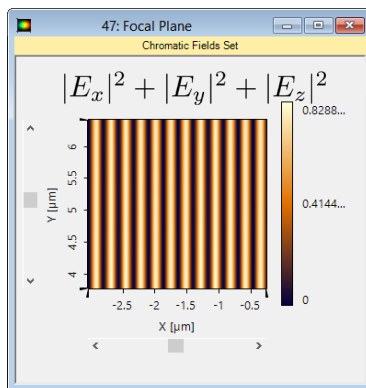 47: Focal Plane
Chromatic Fields Set
|E_x|^2 + |E_y|^2 + |E_z|^2
0.8288...
0.4144...
0
Y [µm]
6
5.5
5
4.5
4
-2.5 -2 -1.5 -1 -0.5
X [µm]